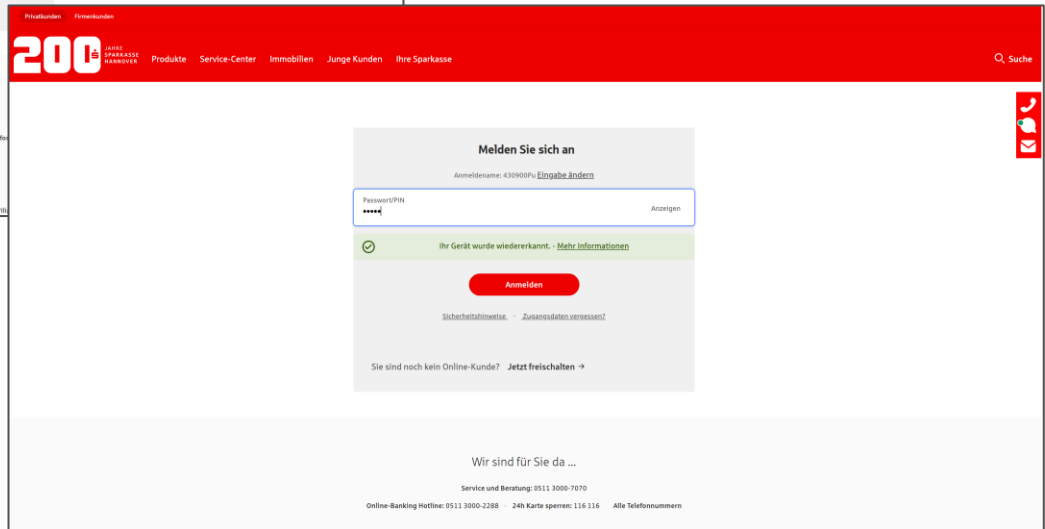 Privatkunden Firmenkunden
200 JAHRE SPARKASSE HANNOVER
Produkte Service-Center Immobilien Junge Kunden Ihre Sparkasse Suche
Melden Sie sich an
Anmeldename: 430900Pu Eingabe ändern
Passwort/PIN
••••• Anzeigen
Ihr Gerät wurde wiedererkannt. - Mehr Informationen
Anmelden
Sicherheitshinweise · Zugangsdaten vergessen?
Sie sind noch kein Online-Kunde? Jetzt freischalten →
Wir sind für Sie da ...
Service und Beratung: 0511 3000-7070
Online-Banking Hotline: 0511 3000-2288 · 24h Karte sperren: 116 116 Alle Telefonnummern